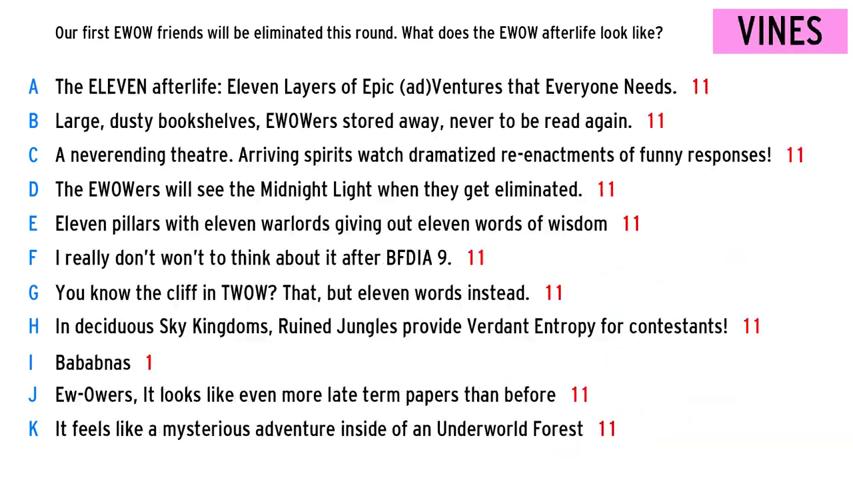 Our first EWOW friends will be eliminated this round. What does the EWOW afterlife look like?
VINES
A The ELEVEN afterlife: Eleven Layers of Epic (ad)Ventures that Everyone Needs. 11
B Large, dusty bookshelves, EWOWers stored away, never to be read again. 11
C A neverending theatre. Arriving spirits watch dramatized re-enactments of funny responses! 11
D The EWOWers will see the Midnight Light when they get eliminated. 11
E Eleven pillars with eleven warlords giving out eleven words of wisdom 11
F I really don't won't to think about it after BFDIA 9. 11
G You know the cliff in TWOW? That, but eleven words instead. 11
H In deciduous Sky Kingdoms, Ruined Jungles provide Verdant Entropy for contestants! 11
I Bababnas 1
J Ew-Owers, It looks like even more late term papers than before 11
K It feels like a mysterious adventure inside of an Underworld Forest 11